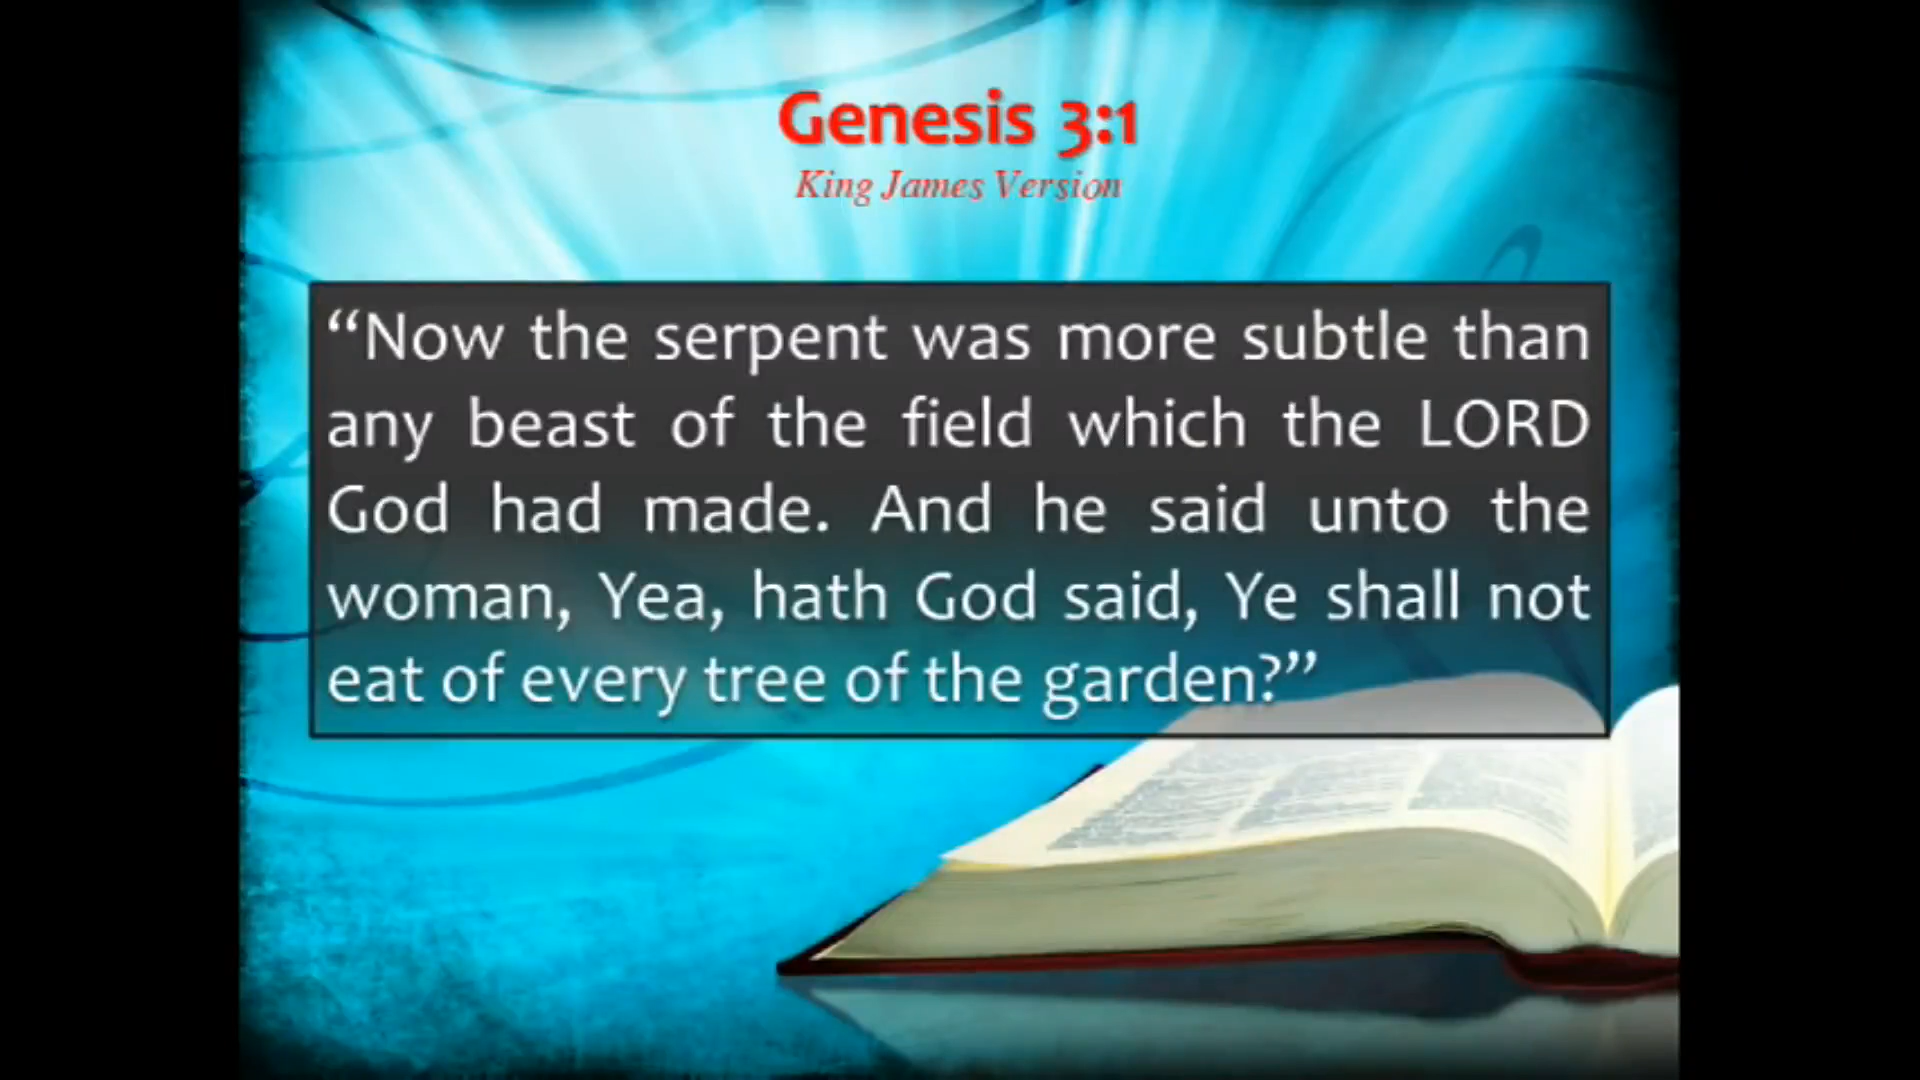 Genesis 3:1
King James Version
“Now the serpent was more subtle than
any beast of the field which the LORD
God had made. And he said unto the
woman, Yea, hath God said, Ye shall not
eat of every tree of the garden?”